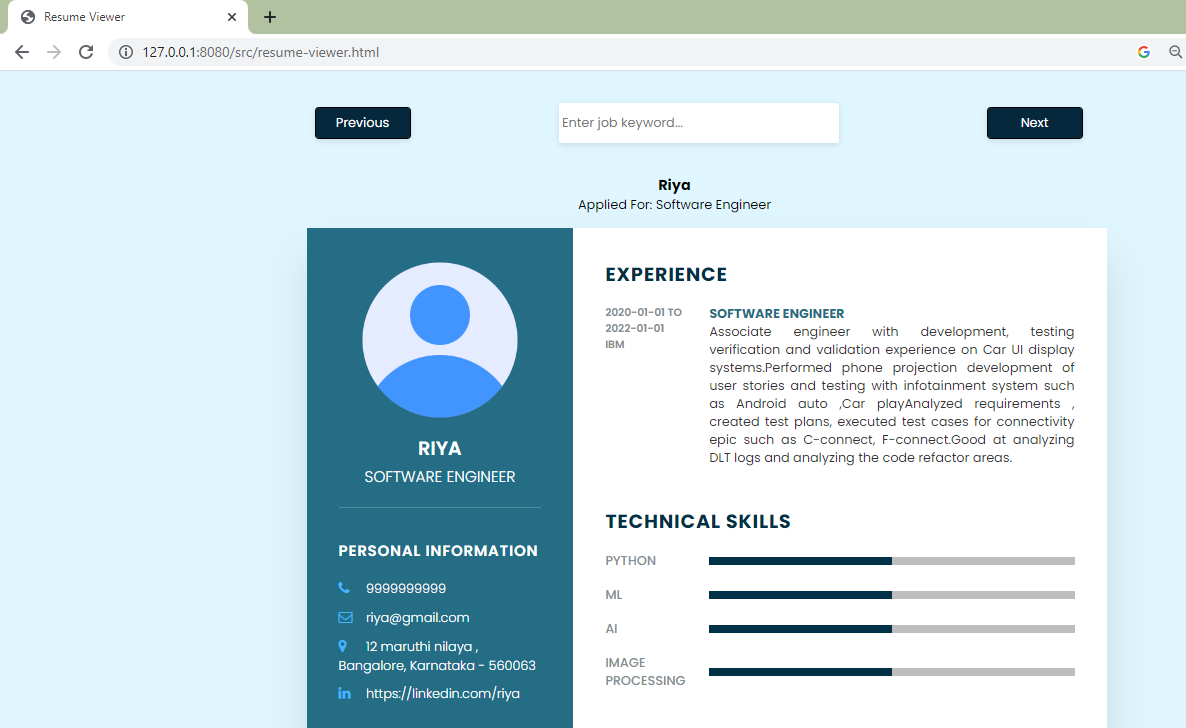 Resume Viewer
127.0.0.1:8080/src/resume-viewer.html
Previous
Enter job keyword...
Next
Riya
Applied For: Software Engineer
RIYA
SOFTWARE ENGINEER
PERSONAL INFORMATION
9999999999
riya@gmail.com
12 maruthi nilaya ,
Bangalore, Karnataka - 560063
in
https://linkedin.com/riya
EXPERIENCE
2020-01-01 TO
2022-01-01
IBM
SOFTWARE ENGINEER
Associate engineer with development, testing
verification and validation experience on Car UI display
systems.Performed phone projection development of
user stories and testing with infotainment system such
as Android auto ,Car playAnalyzed requirements ,
created test plans, executed test cases for connectivity
epic such as C-connect, F-connect.Good at analyzing
DLT logs and analyzing the code refactor areas.
TECHNICAL SKILLS
PYTHON
ML
AI
IMAGE
PROCESSING